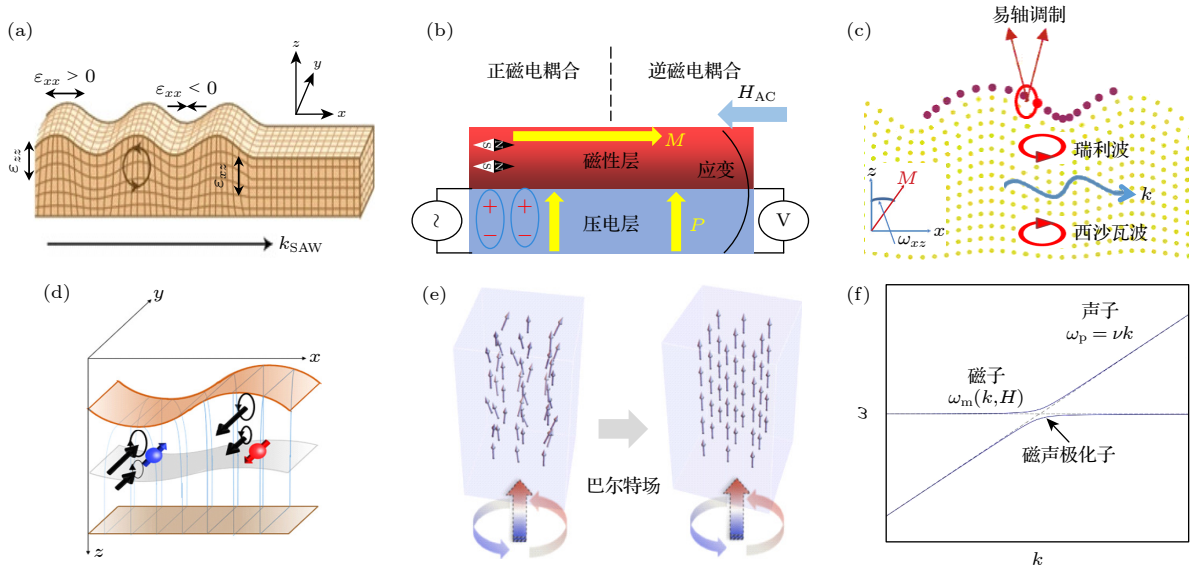 (a)
z
y
x
ε_xx > 0
ε_xx < 0
ε_zz
ε_xz
k_SAW
(b)
正磁电耦合
逆磁电耦合
H_AC
S N
M
磁性层
应变
S N
~
+ +
压电层
P
V
− −
(c)
易轴调制
瑞利波
z
M
k
ω_xz
x
西沙瓦波
(d)
y
x
z
(e)
巴尔特场
(f)
声子
ω_p = νk
磁子
ω_m(k, H)
ω
磁声极化子
k